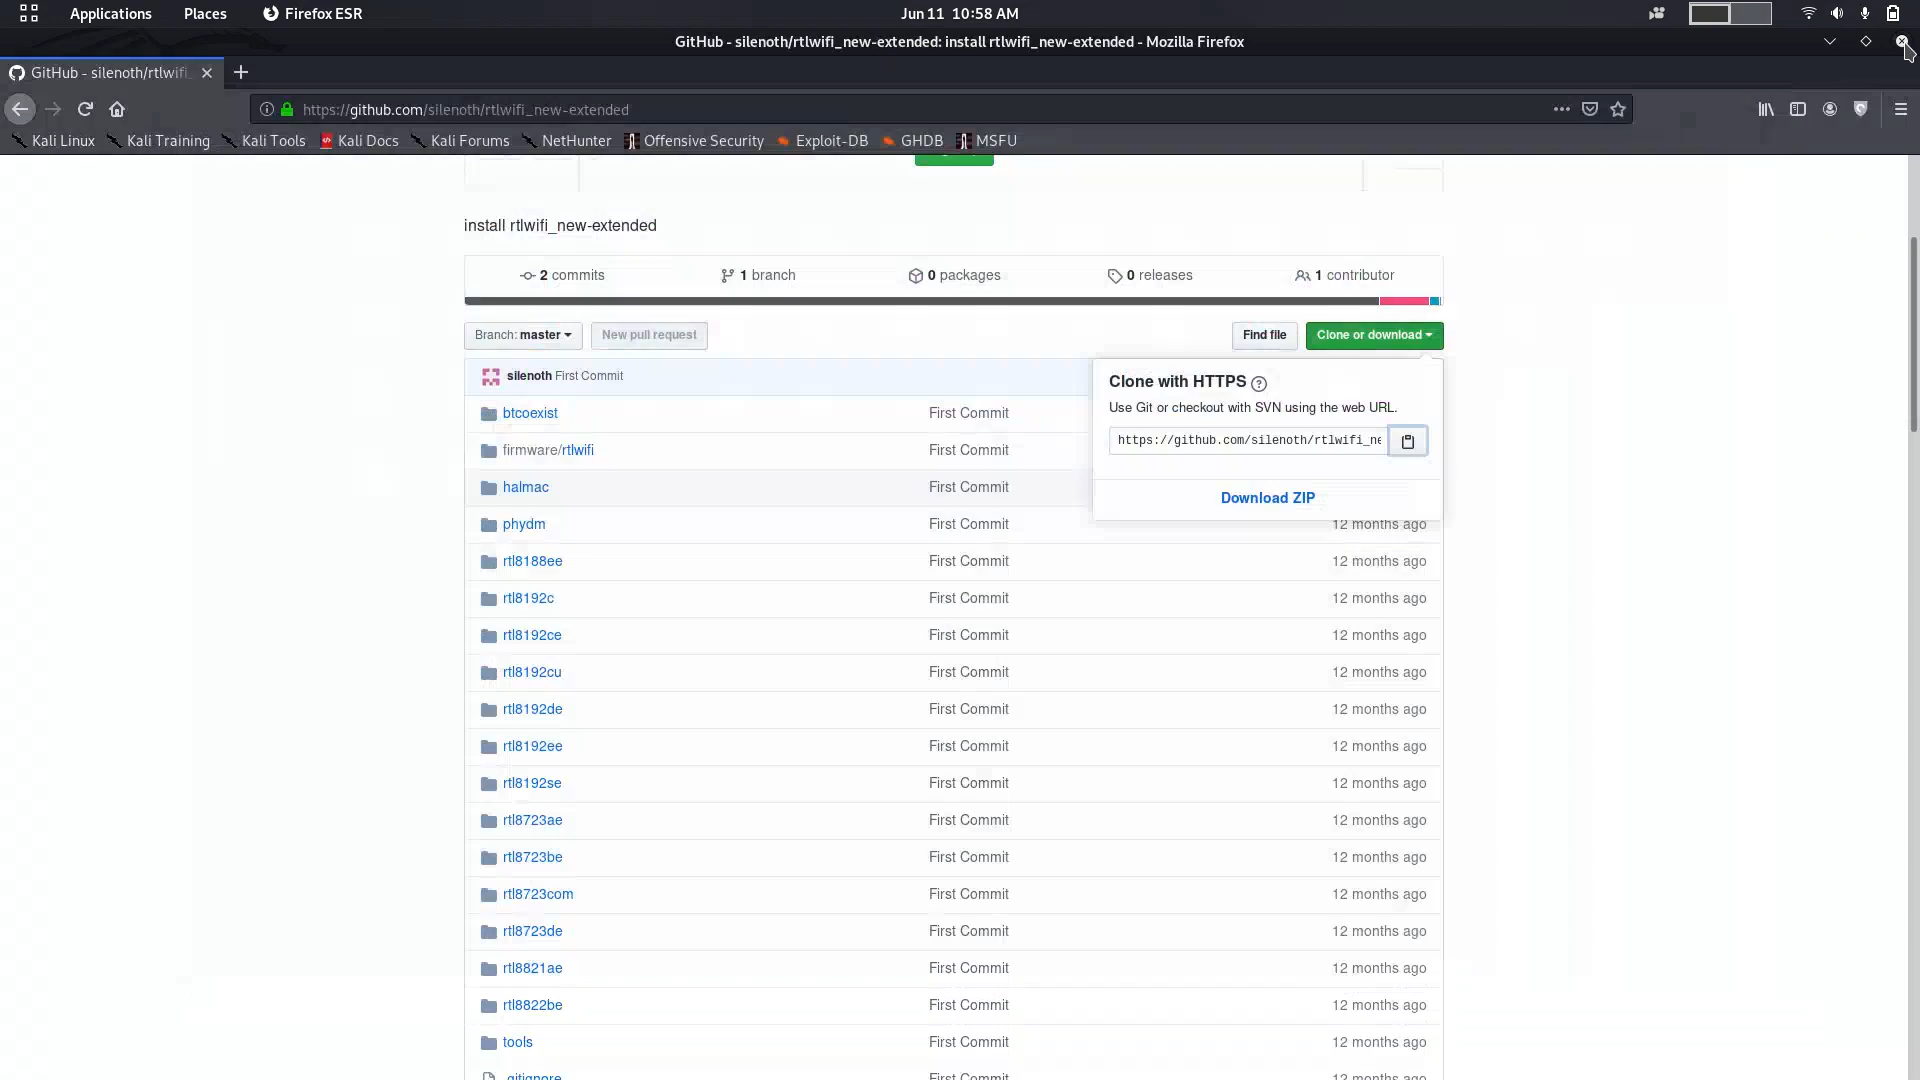 Applications Places Firefox ESR Jun 11 10:58 AM
GitHub - silenoth/rtlwifi_new-extended: install rtlwifi_new-extended - Mozilla Firefox
GitHub - silenoth/rtlwifi_
https://github.com/silenoth/rtlwifi_new-extended
Kali Linux Kali Training Kali Tools Kali Docs Kali Forums NetHunter Offensive Security Exploit-DB GHDB MSFU
install rtlwifi_new-extended
2 commits 1 branch 0 packages 0 releases 1 contributor
Branch: master New pull request Find file Clone or download
silenoth First Commit
Clone with HTTPS
Use Git or checkout with SVN using the web URL.
https://github.com/silenoth/rtlwifi_ne
Download ZIP
btcoexist First Commit
firmware/rtlwifi First Commit
halmac First Commit
phydm First Commit 12 months ago
rtl8188ee First Commit 12 months ago
rtl8192c First Commit 12 months ago
rtl8192ce First Commit 12 months ago
rtl8192cu First Commit 12 months ago
rtl8192de First Commit 12 months ago
rtl8192ee First Commit 12 months ago
rtl8192se First Commit 12 months ago
rtl8723ae First Commit 12 months ago
rtl8723be First Commit 12 months ago
rtl8723com First Commit 12 months ago
rtl8723de First Commit 12 months ago
rtl8821ae First Commit 12 months ago
rtl8822be First Commit 12 months ago
tools First Commit 12 months ago
.gitignore First Commit 12 months ago